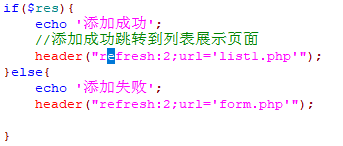 if($res){
echo '添加成功';
//添加成功跳转到列表展示页面
header("refresh:2;url='list1.php'");
}else{
echo '添加失败';
header("refresh:2;url='form.php'");
}